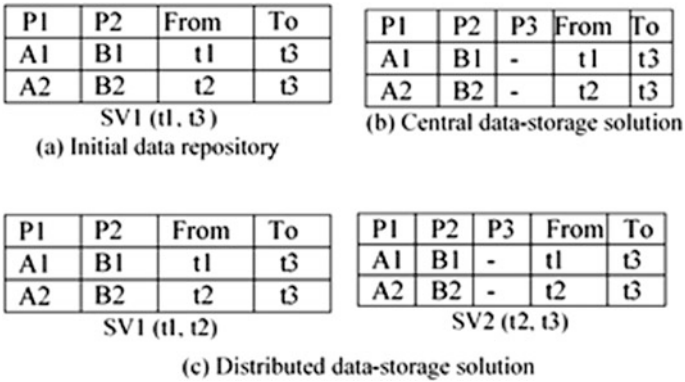 P1 P2 From To
A1 B1 t1 t3
A2 B2 t2 t3
SV1 (t1, t3)
(a) Initial data repository
P1 P2 P3 From To
A1 B1 - t1 t3
A2 B2 - t2 t3
(b) Central data-storage solution
P1 P2 From To
A1 B1 t1 t3
A2 B2 t2 t3
SV1 (t1, t2)
P1 P2 P3 From To
A1 B1 - t1 t3
A2 B2 - t2 t3
SV2 (t2, t3)
(c) Distributed data-storage solution